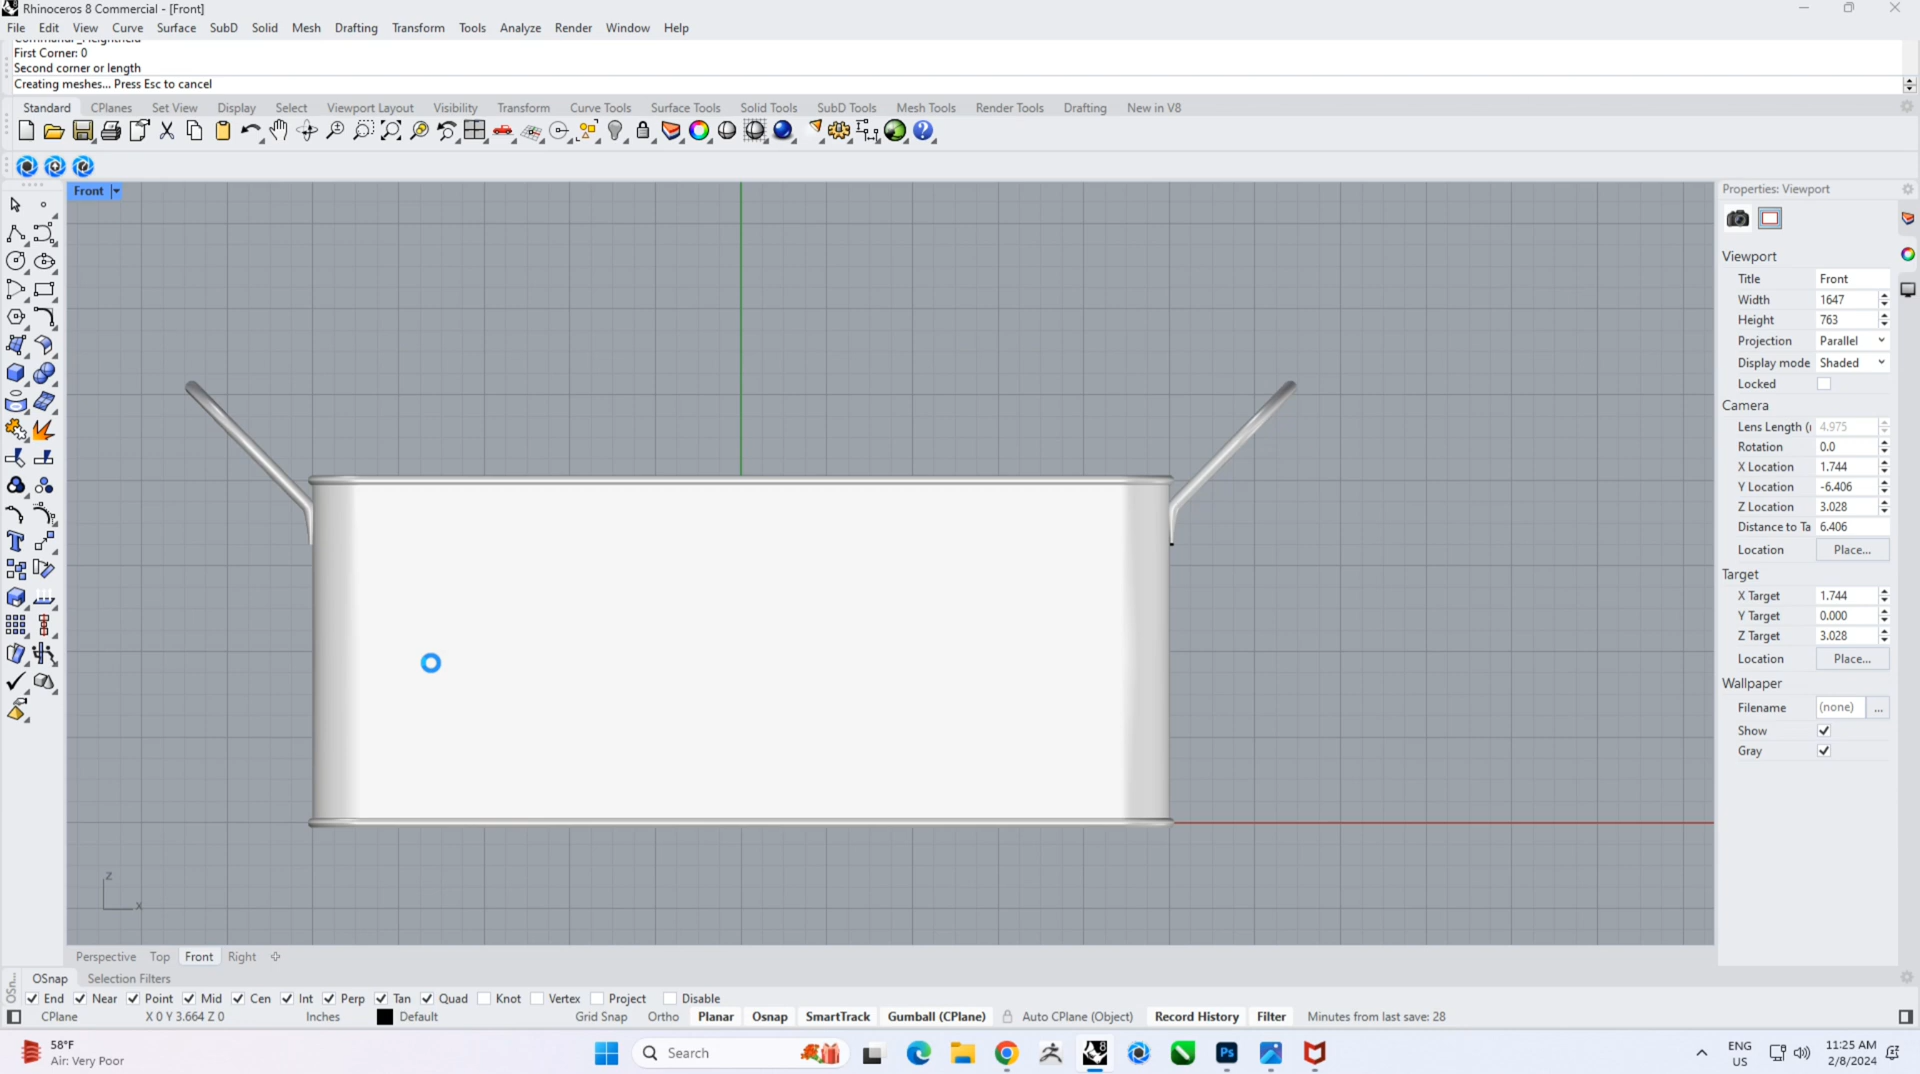 Rhinoceros 8 Commercial - [Front]
File Edit View Curve Surface SubD Solid Mesh Drafting Transform Tools Analyze Render Window Help
First Corner: 0
Second corner or length
Creating meshes... Press Esc to cancel
Standard CPlanes Set View Display Select Viewport Layout Visibility Transform Curve Tools Surface Tools Solid Tools SubD Tools Mesh Tools Render Tools Drafting New in V8
Front
Properties: Viewport
Viewport
Title Front
Width 1647
Height 763
Projection Parallel
Display mode Shaded
Locked
Camera
Lens Length (ı 4.975
Rotation 0.0
X Location 1.744
Y Location -6.406
Z Location 3.028
Distance to Ta 6.406
Location Place...
Target
X Target 1.744
Y Target 0.000
Z Target 3.028
Location Place...
Wallpaper
Filename (none) ...
Show
Gray
z
x
Perspective Top Front Right
OSn...
OSnap Selection Filters
End Near Point Mid Cen Int Perp Tan Quad Knot Vertex Project Disable
CPlane X 0 Y 3.664 Z 0 Inches Default Grid Snap Ortho Planar Osnap SmartTrack Gumball (CPlane) Auto CPlane (Object) Record History Filter Minutes from last save: 28
58°F
Air: Very Poor
Search
Ps
ENG
US
11:25 AM
2/8/2024